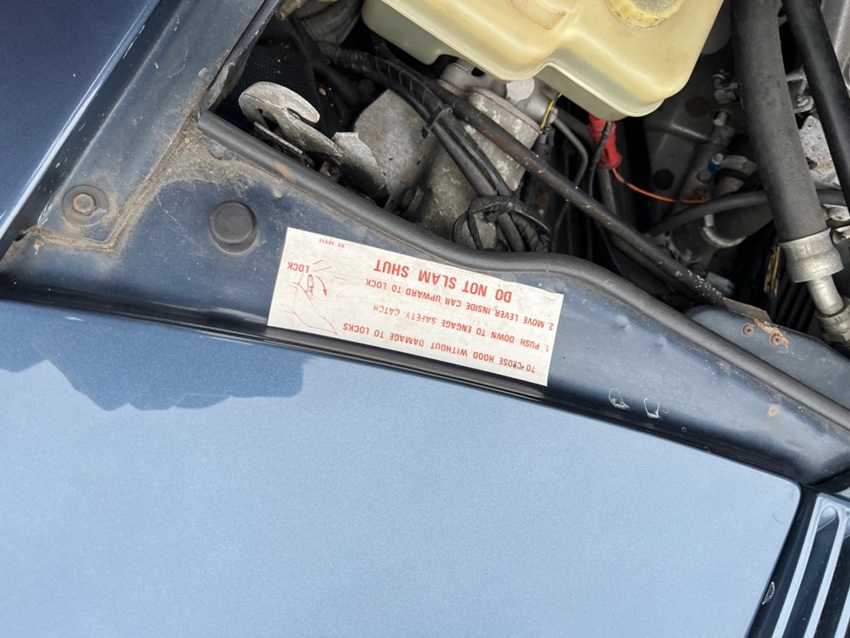 TO CLOSE HOOD WITHOUT DAMAGE TO LOCKS
1. PUSH DOWN TO ENGAGE SAFETY CATCH
2. MOVE LEVER INSIDE CAR UPWARD TO LOCK
DO NOT SLAM SHUT
LOCK